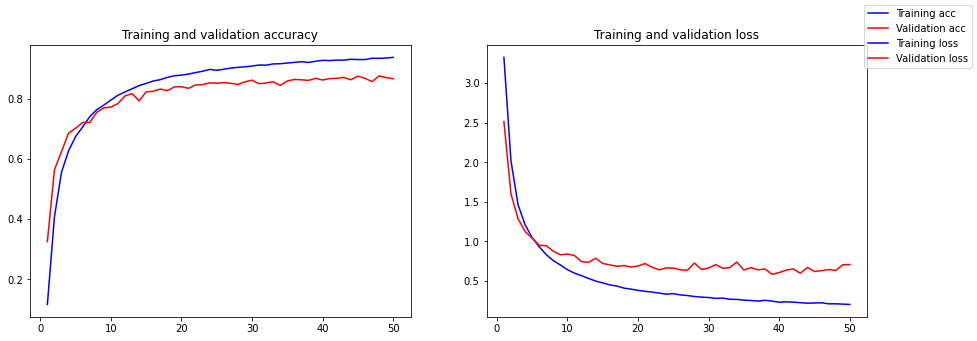 Training and validation accuracy
0.8
0.6
0.4
0.2
0 10 20 30 40 50
Training and validation loss
3.0
2.5
2.0
1.5
1.0
0.5
0 10 20 30 40 50
Training acc
Validation acc
Training loss
Validation loss